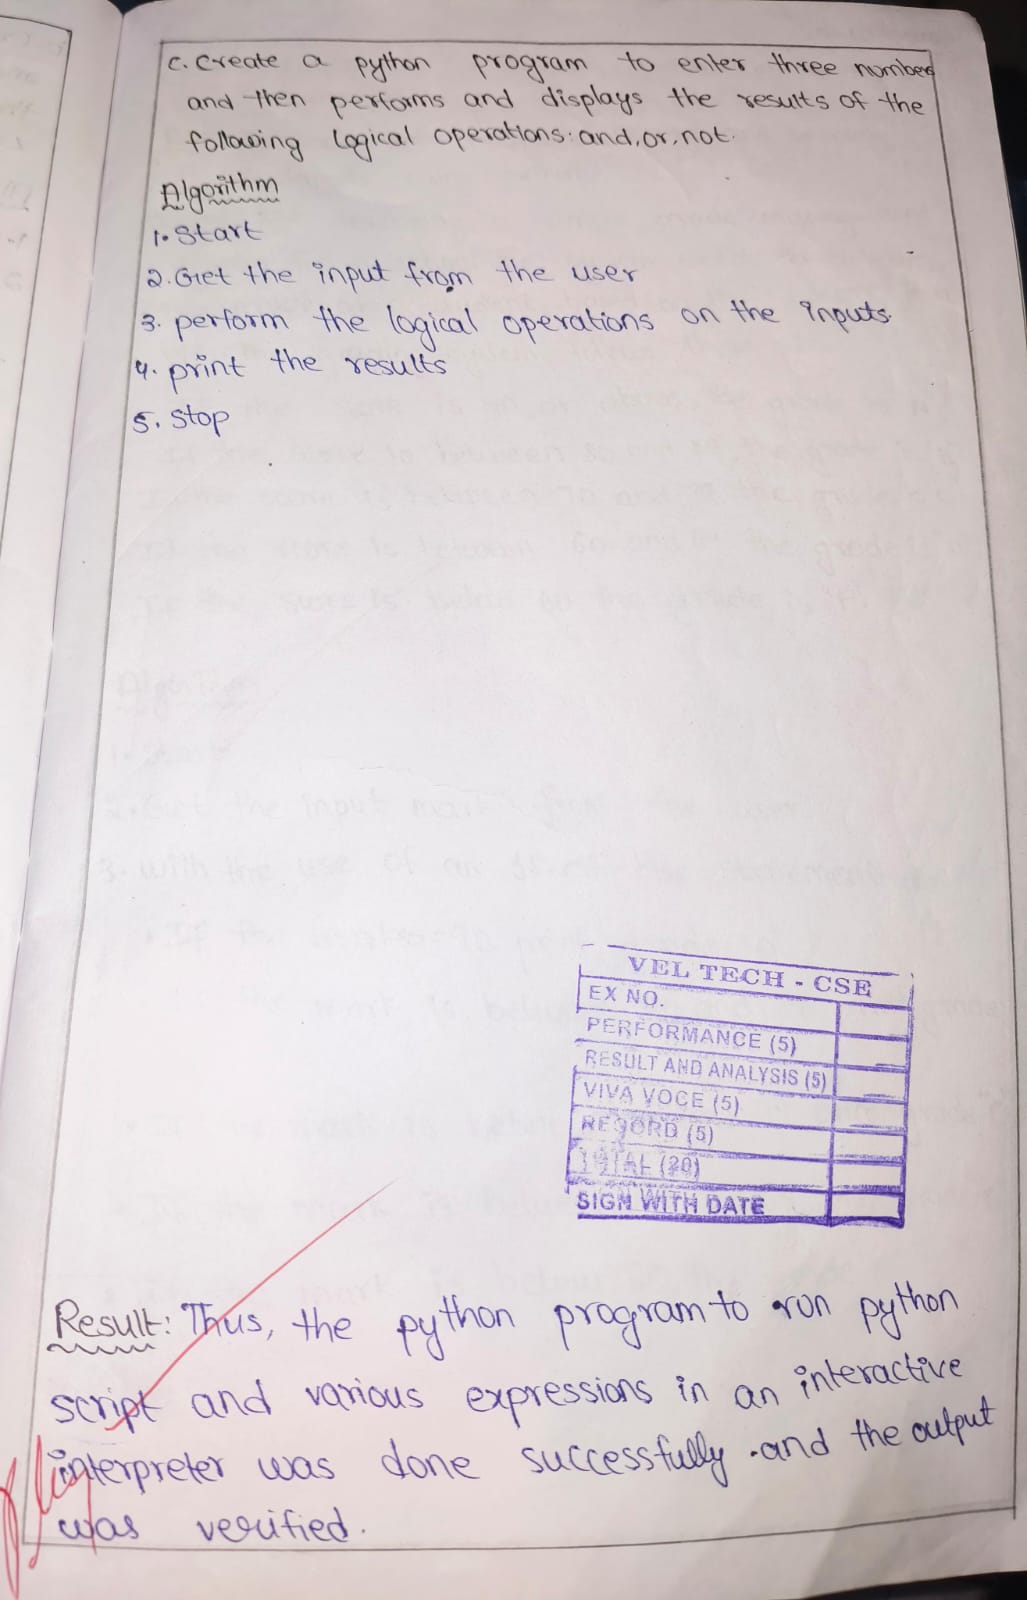 C. Create a python program to enter three numbers
and then performs and displays the results of the
following logical operations: and, or, not.
Algorithm
1. Start
2. Get the input from the user
3. perform the logical operations on the inputs.
4. print the results
5. Stop
VEL TECH - CSE
EX NO.
PERFORMANCE (5)
RESULT AND ANALYSIS (5)
VIVA VOCE (5)
RECORD (5)
TOTAL (20)
SIGN WITH DATE
Result: Thus, the python program to run python
script and various expressions in an interactive
interpreter was done successfully and the output
was verified.